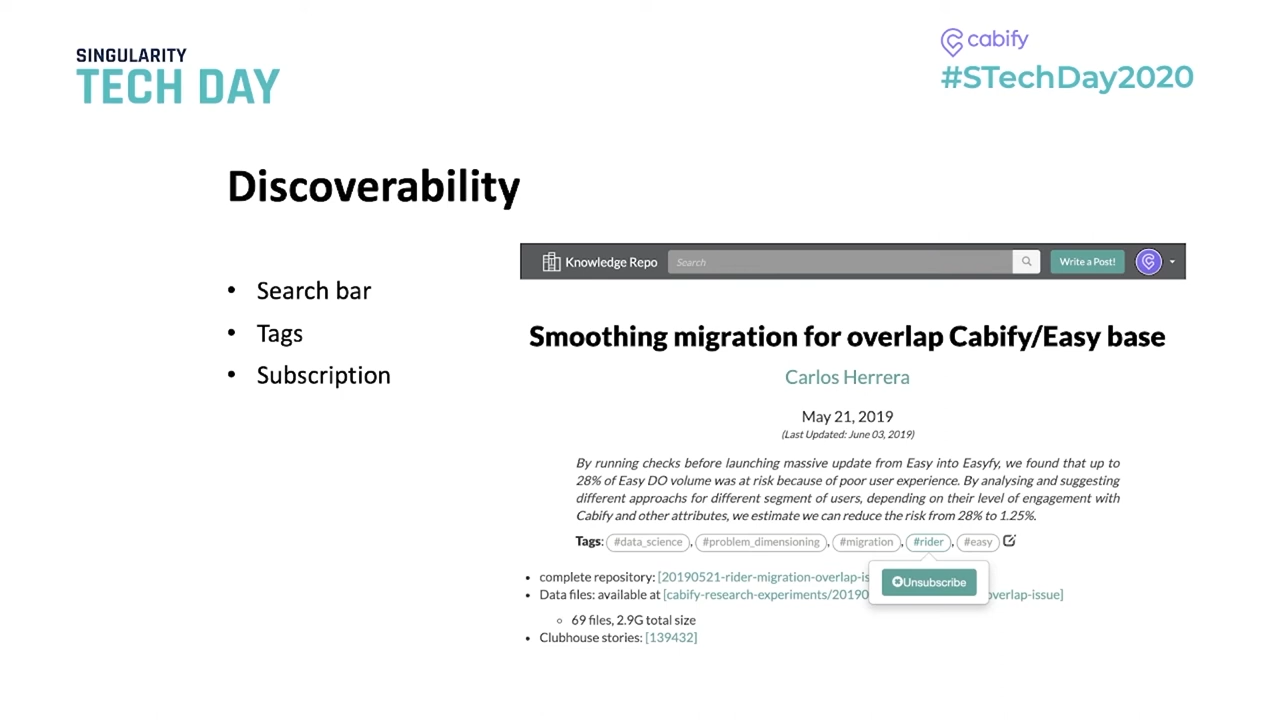 SINGULARITY
TECH DAY
cabify
#STechDay2020
Discoverability
• Search bar
• Tags
• Subscription
Knowledge Repo
Search
Write a Post!
Smoothing migration for overlap Cabify/Easy base
Carlos Herrera
May 21, 2019
(Last Updated: June 03, 2019)
By running checks before launching massive update from Easy into Easyfy, we found that up to
28% of Easy DO volume was at risk because of poor user experience. By analysing and suggesting
different approachs for different segment of users, depending on their level of engagement with
Cabify and other attributes, we estimate we can reduce the risk from 28% to 1.25%.
Tags: #data_science, #problem_dimensioning, #migration, #rider, #easy
• complete repository: [20190521-rider-migration-overlap-is
Unsubscribe
• Data files: available at [cabify-research-experiments/20190 overlap-issue]
◦ 69 files, 2.9G total size
• Clubhouse stories: [139432]